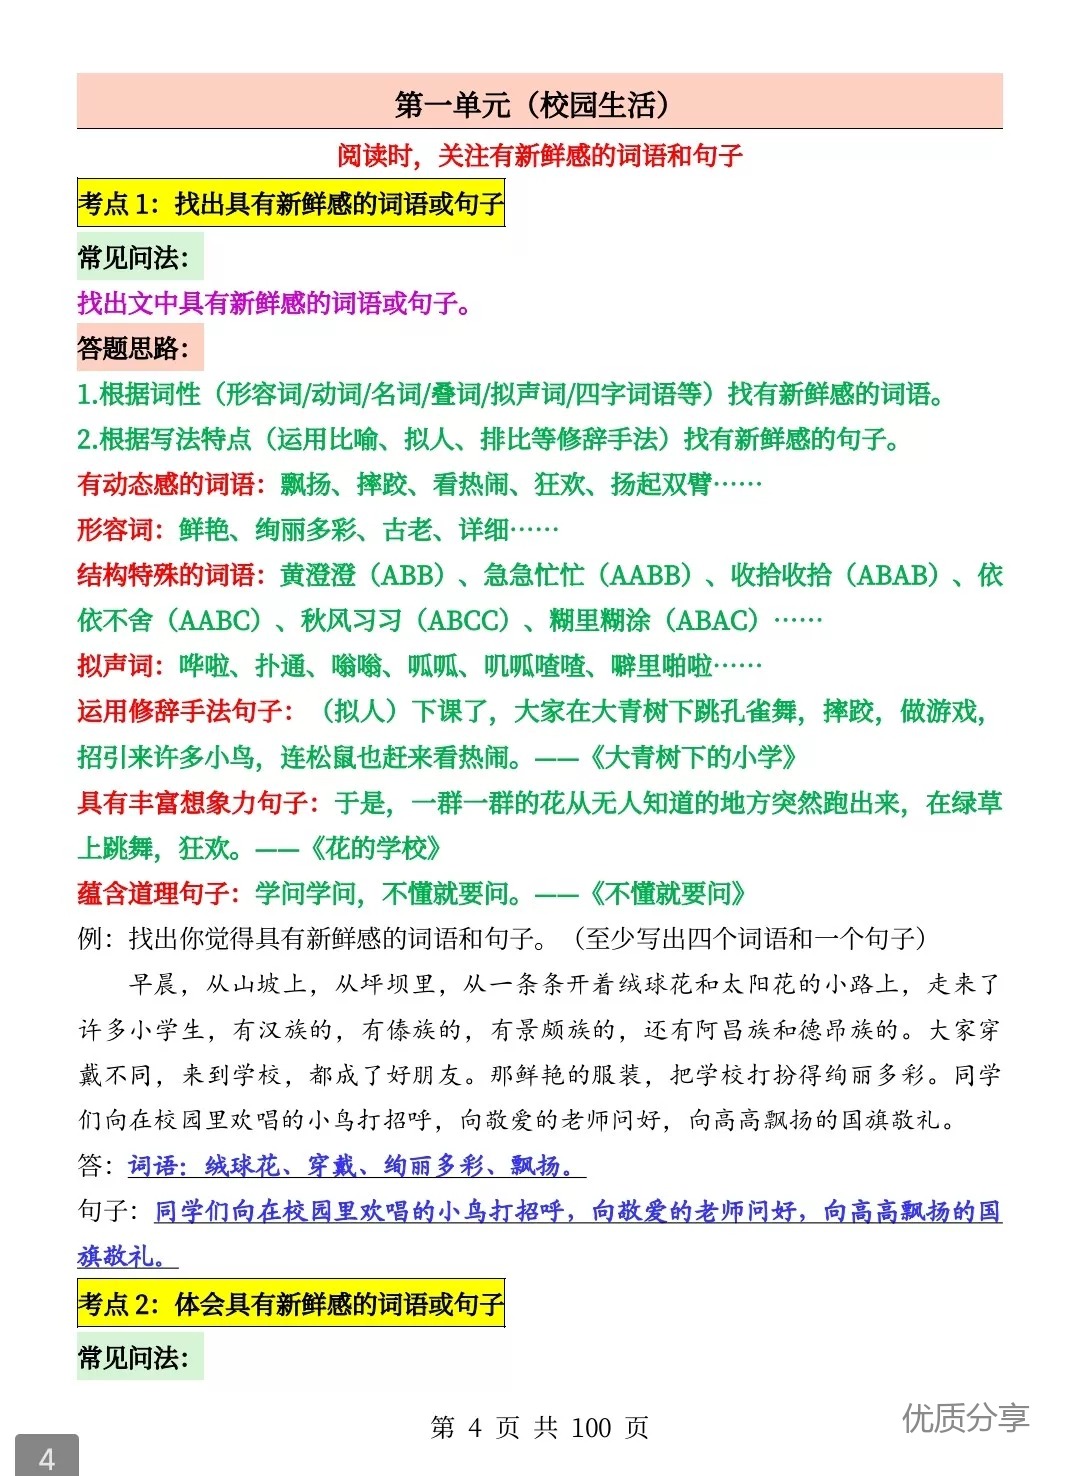 第一单元（校园生活）
阅读时，关注有新鲜感的词语和句子
考点 1：找出具有新鲜感的词语或句子
常见问法：
找出文中具有新鲜感的词语或句子。
答题思路：
1.根据词性（形容词/动词/名词/叠词/拟声词/四字词语等）找有新鲜感的词语。
2.根据写法特点（运用比喻、拟人、排比等修辞手法）找有新鲜感的句子。
有动态感的词语：飘扬、摔跤、看热闹、狂欢、扬起双臂……
形容词：鲜艳、绚丽多彩、古老、详细……
结构特殊的词语：黄澄澄（ABB）、急急忙忙（AABB）、收拾收拾（ABAB）、依
依不舍（AABC）、秋风习习（ABCC）、糊里糊涂（ABAC）……
拟声词：哗啦、扑通、嗡嗡、呱呱、叽呱喳喳、噼里啪啦……
运用修辞手法句子：（拟人）下课了，大家在大青树下跳孔雀舞，摔跤，做游戏，
招引来许多小鸟，连松鼠也赶来看热闹。——《大青树下的小学》
具有丰富想象力句子：于是，一群一群的花从无人知道的地方突然跑出来，在绿草
上跳舞，狂欢。——《花的学校》
蕴含道理句子：学问学问，不懂就要问。——《不懂就要问》
例：找出你觉得具有新鲜感的词语和句子。（至少写出四个词语和一个句子）
早晨，从山坡上，从坪坝里，从一条条开着绒球花和太阳花的小路上，走来了
许多小学生，有汉族的，有傣族的，有景颇族的，还有阿昌族和德昂族的。大家穿
戴不同，来到学校，都成了好朋友。那鲜艳的服装，把学校打扮得绚丽多彩。同学
们向在校园里欢唱的小鸟打招呼，向敬爱的老师问好，向高高飘扬的国旗敬礼。
答：词语：绒球花、穿戴、绚丽多彩、飘扬。
句子：同学们向在校园里欢唱的小鸟打招呼，向敬爱的老师问好，向高高飘扬的国
旗敬礼。
考点 2：体会具有新鲜感的词语或句子
常见问法：
第 4 页 共 100 页
优质分享
4